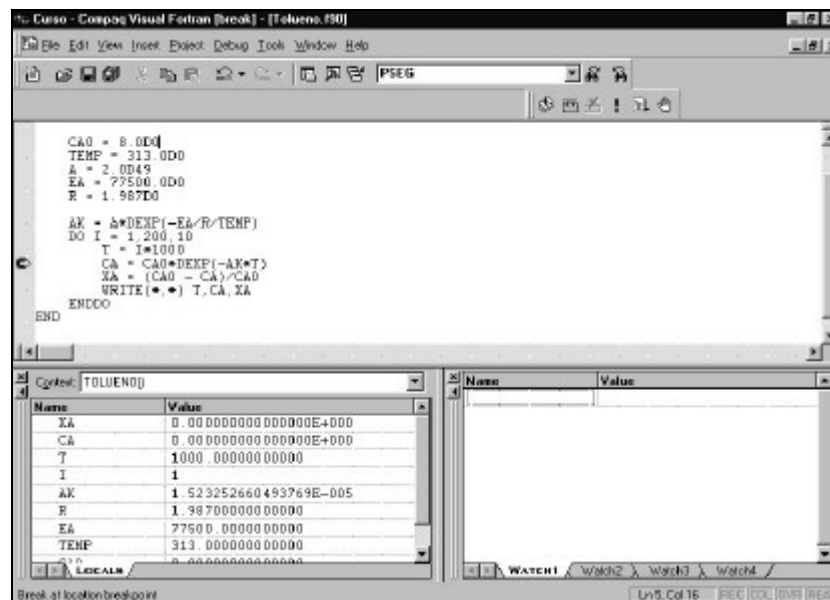 Curso - Compaq Visual Fortran [break] - [Tolueno.f90]
File Edit View Insert Project Debug Tools Window Help
PSEG
CA0 = 8.0D0
TEMP = 313.0D0
A = 2.0D49
EA = 77500.0D0
R = 1.987D0
AK = A*DEXP(-EA/R/TEMP)
DO I = 1,200,10
T = I*1000
CA = CA0*DEXP(-AK*T)
XA = (CA0 - CA)/CA0
WRITE(*,*) T,CA,XA
ENDDO
END
Context: TOLUENO()
Name Value
XA 0.000000000000000E+000
CA 0.000000000000000E+000
T 1000.00000000000
I 1
AK 1.523252660493769E-005
R 1.98700000000000
EA 77500.0000000000
TEMP 313.000000000000
LOCALS
Name Value
WATCH1 Watch2 Watch3 Watch4
Break at location breakpoint
Ln 5, Col 16 REC COL OVR REA